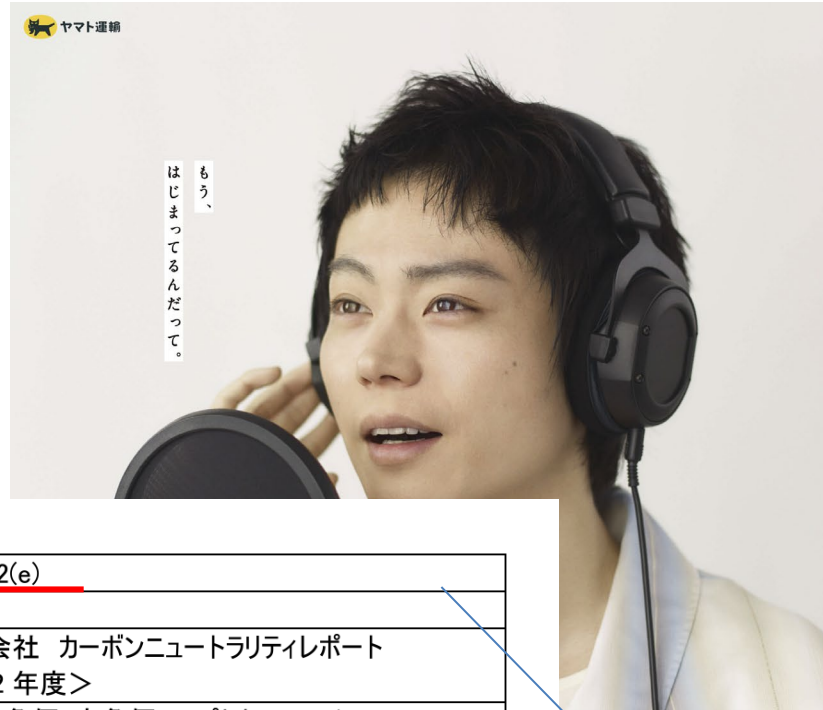 ヤマト運輸
もう、
はじまってるんだって。
2(e)
会社 カーボンニュートラリティレポート
2 年度＞